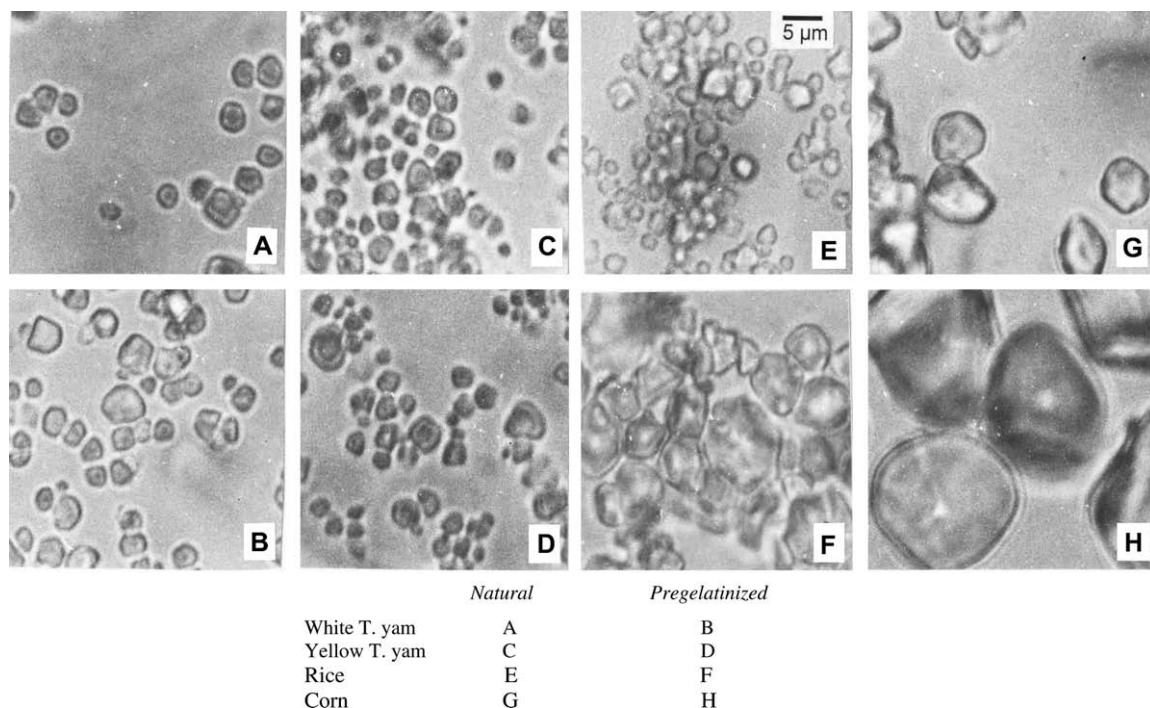 A
C
5 µm
E
G
B
D
F
H
Natural Pregelatinized
White T. yam A B
Yellow T. yam C D
Rice E F
Corn G H